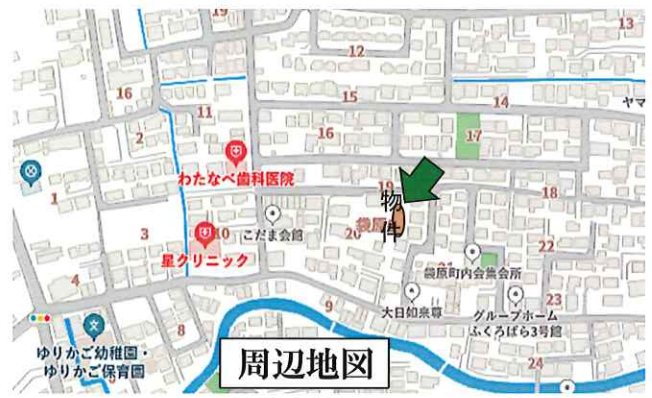 19
13
12
16
15
14
ヤマ
11
2
16
17
わたなべ歯科医院
1
19
18
物件
袋原
3
10
こだま会館
20
星クリニック
22
21
袋原町内会集会所
4
大日如来尊
グループホーム
ふくろばら3号館
23
9
8
ゆりかご幼稚園・
ゆりかご保育園
周辺地図
24